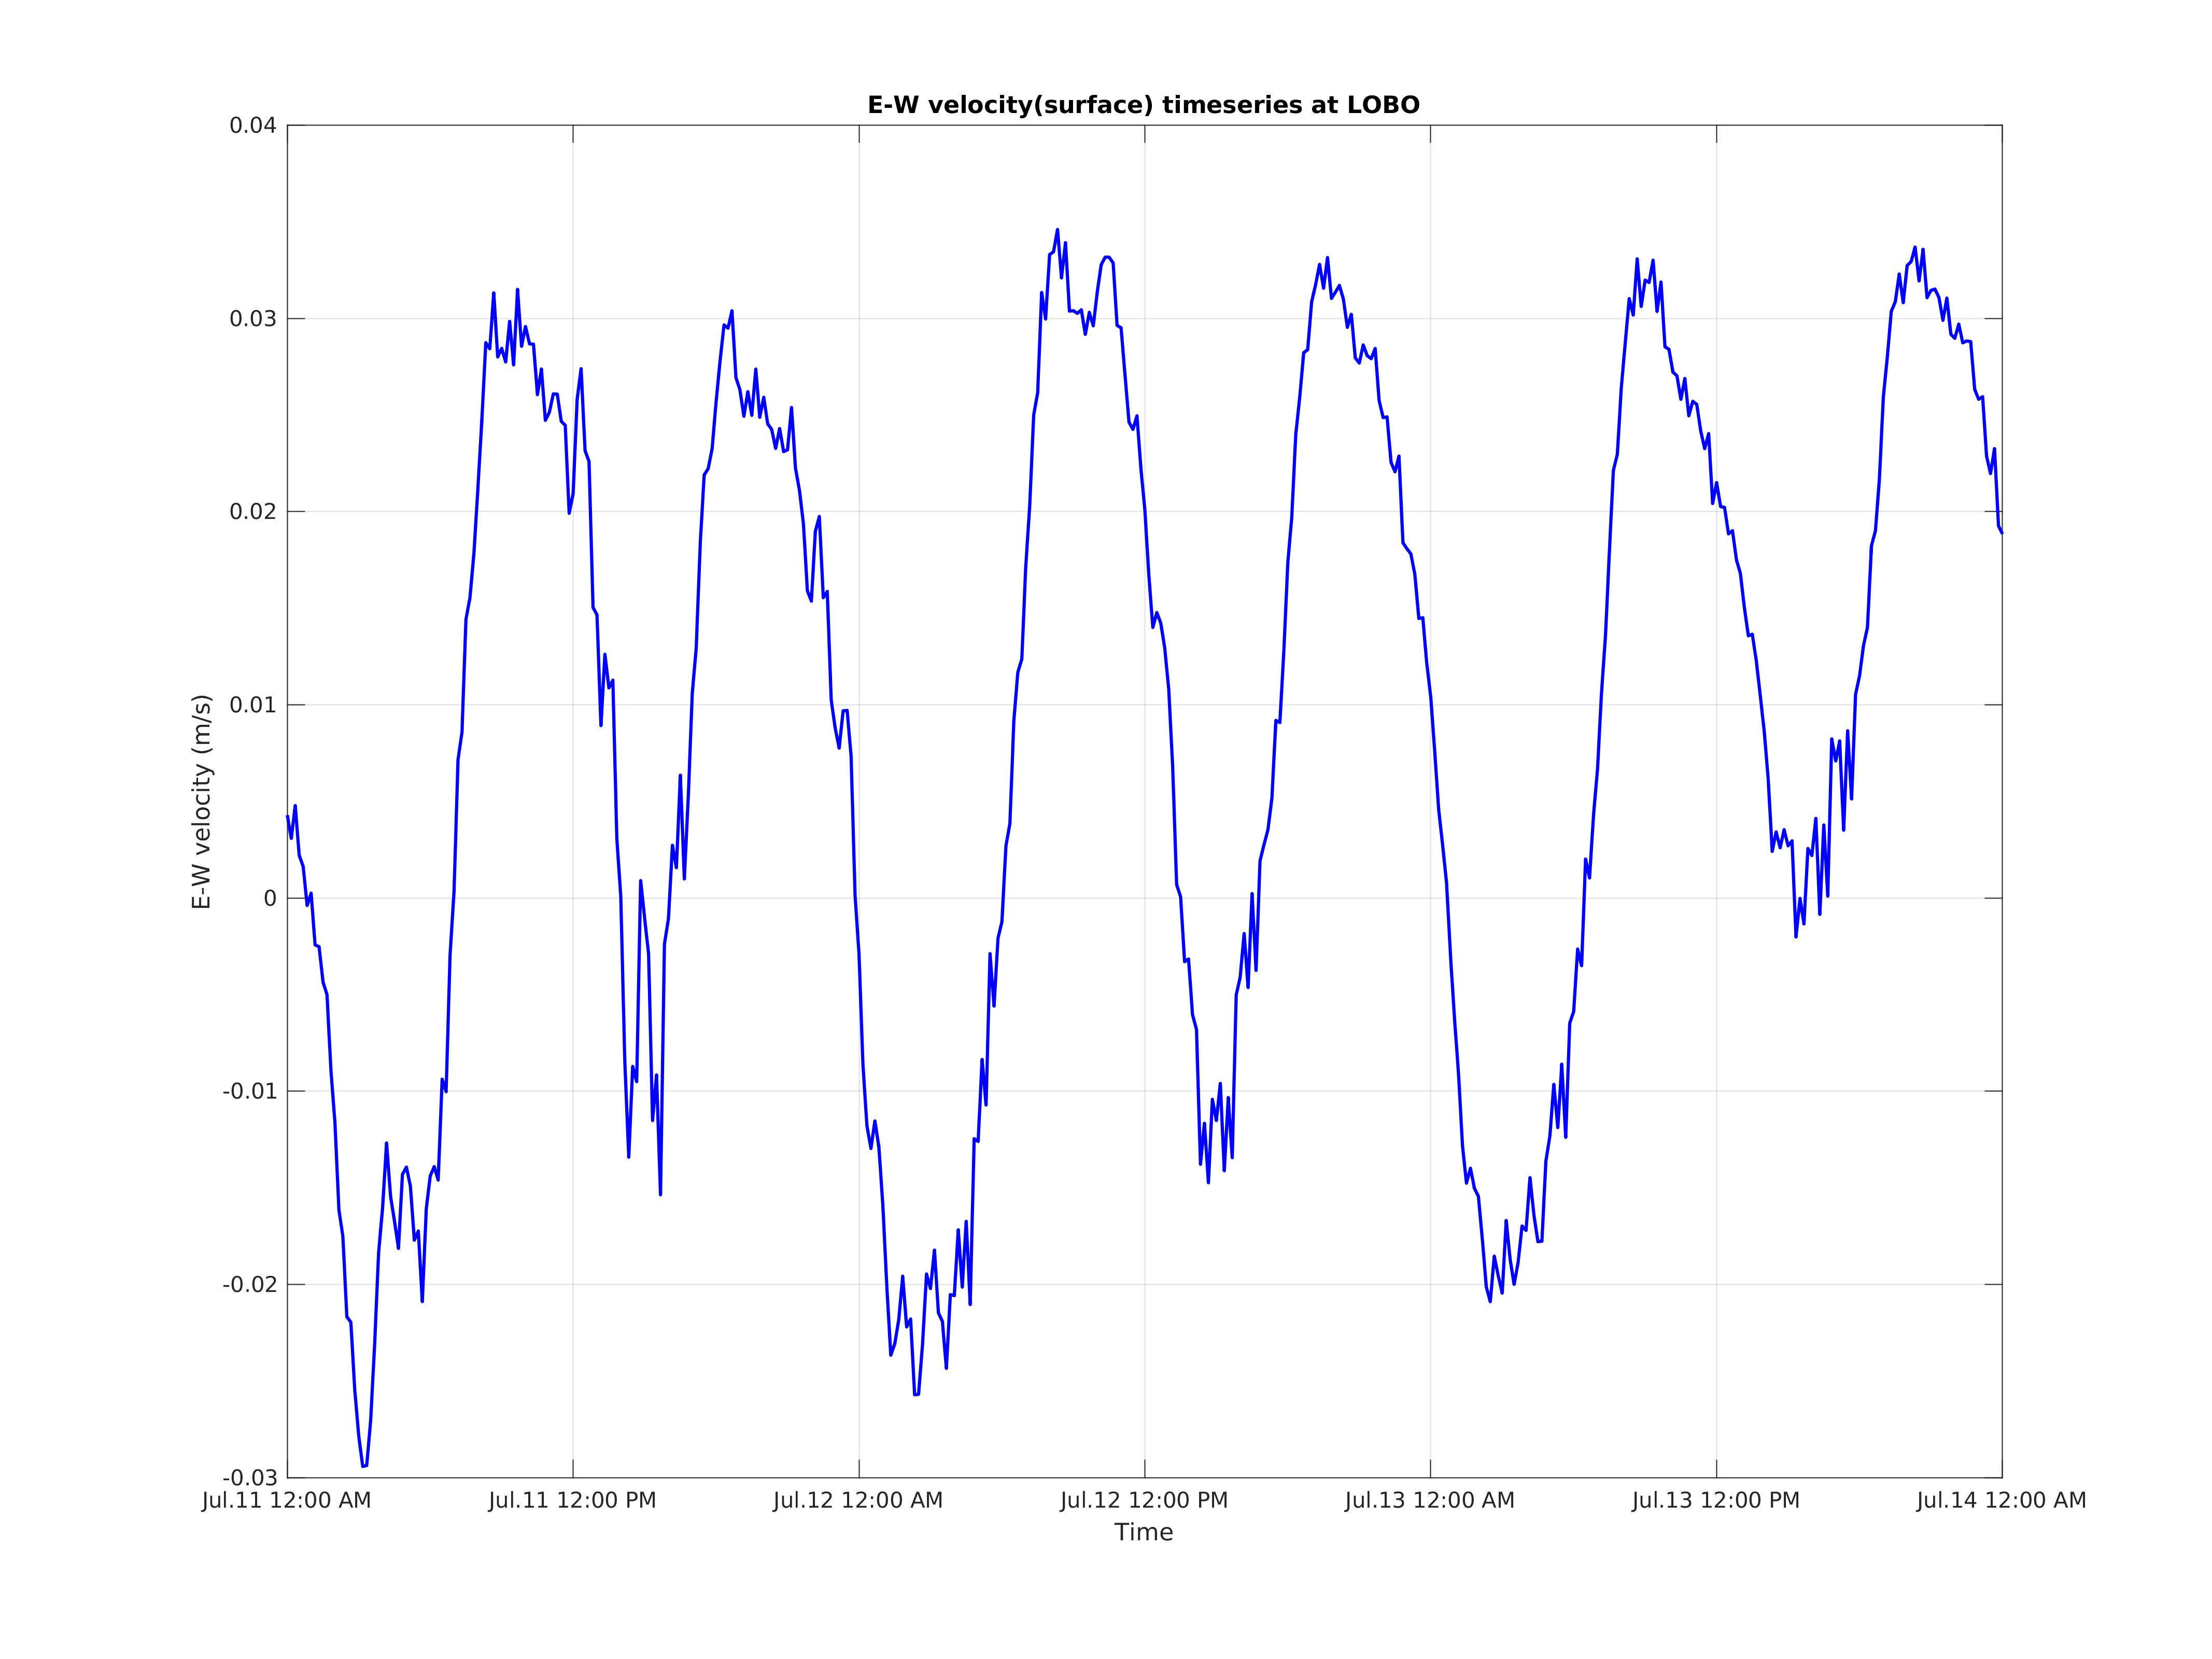 E-W velocity(surface) timeseries at LOBO
0.04
0.03
0.02
0.01
0
-0.01
-0.02
-0.03
E-W velocity (m/s)
Jul.11 12:00 AM Jul.11 12:00 PM Jul.12 12:00 AM Jul.12 12:00 PM Jul.13 12:00 AM Jul.13 12:00 PM Jul.14 12:00 AM
Time